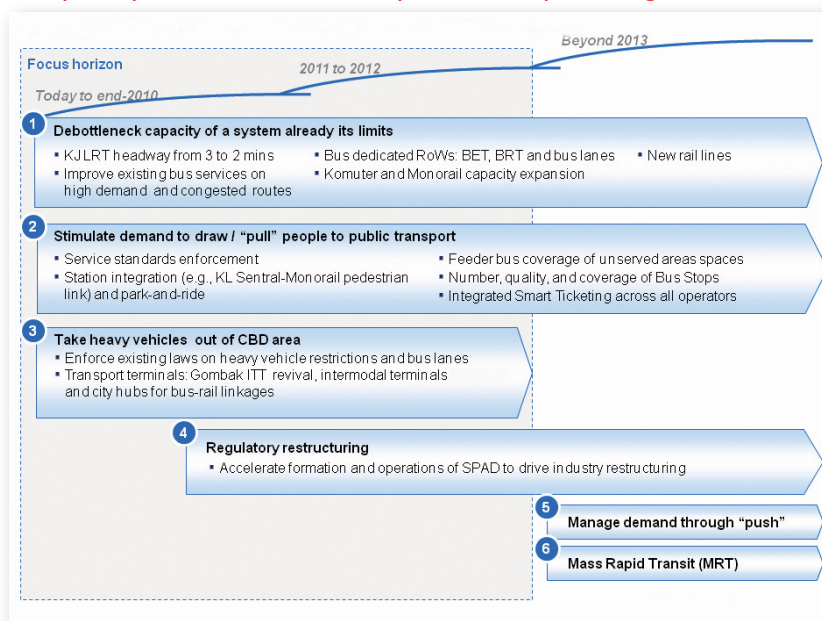 Beyond 2013
Focus horizon
2011 to 2012
Today to end-2010
1
Debottleneck capacity of a system already its limits
▪ KJ LRT headway from 3 to 2 mins
▪ Improve existing bus services on
high demand and congested routes
▪ Bus dedicated RoWs: BET, BRT and bus lanes
▪ Komuter and Monorail capacity expansion
▪ New rail lines
2
Stimulate demand to draw / “pull” people to public transport
▪ Service standards enforcement
▪ Station integration (e.g., KL Sentral-Monorail pedestrian
link) and park-and-ride
▪ Feeder bus coverage of unserved areas spaces
▪ Number, quality, and coverage of Bus Stops
▪ Integrated Smart Ticketing across all operators
3
Take heavy vehicles out of CBD area
▪ Enforce existing laws on heavy vehicle restrictions and bus lanes
▪ Transport terminals: Gombak ITT revival, intermodal terminals
and city hubs for bus-rail linkages
4
Regulatory restructuring
▪ Accelerate formation and operations of SPAD to drive industry restructuring
5
Manage demand through “push”
6
Mass Rapid Transit (MRT)